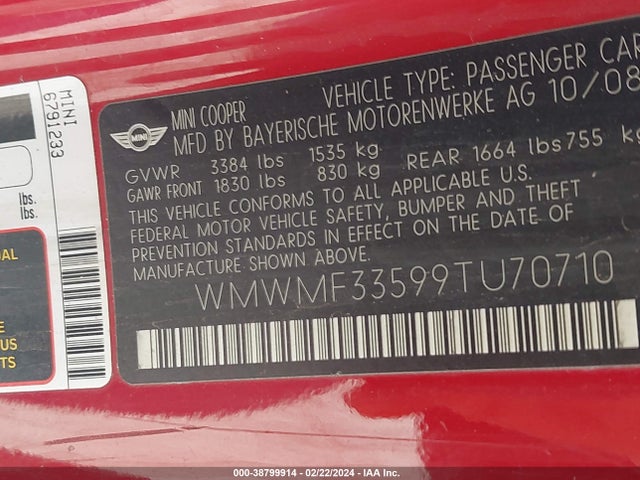 MINI COOPER VEHICLE TYPE: PASSENGER CAR
MFD BY BAYERISCHE MOTORENWERKE AG 10/08
MINI
GVWR 3384 lbs 1535 kg
GAWR FRONT 1830 lbs 830 kg REAR 1664 lbs 755 kg
THIS VEHICLE CONFORMS TO ALL APPLICABLE U.S.
FEDERAL MOTOR VEHICLE SAFETY, BUMPER AND THEFT
PREVENTION STANDARDS IN EFFECT ON THE DATE OF
MANUFACTURE SHOWN ABOVE.
WMWMF33599TU70710
MINI
6791233
lbs.
lbs.
US
000-38799914 - 02/22/2024 - IAA Inc.